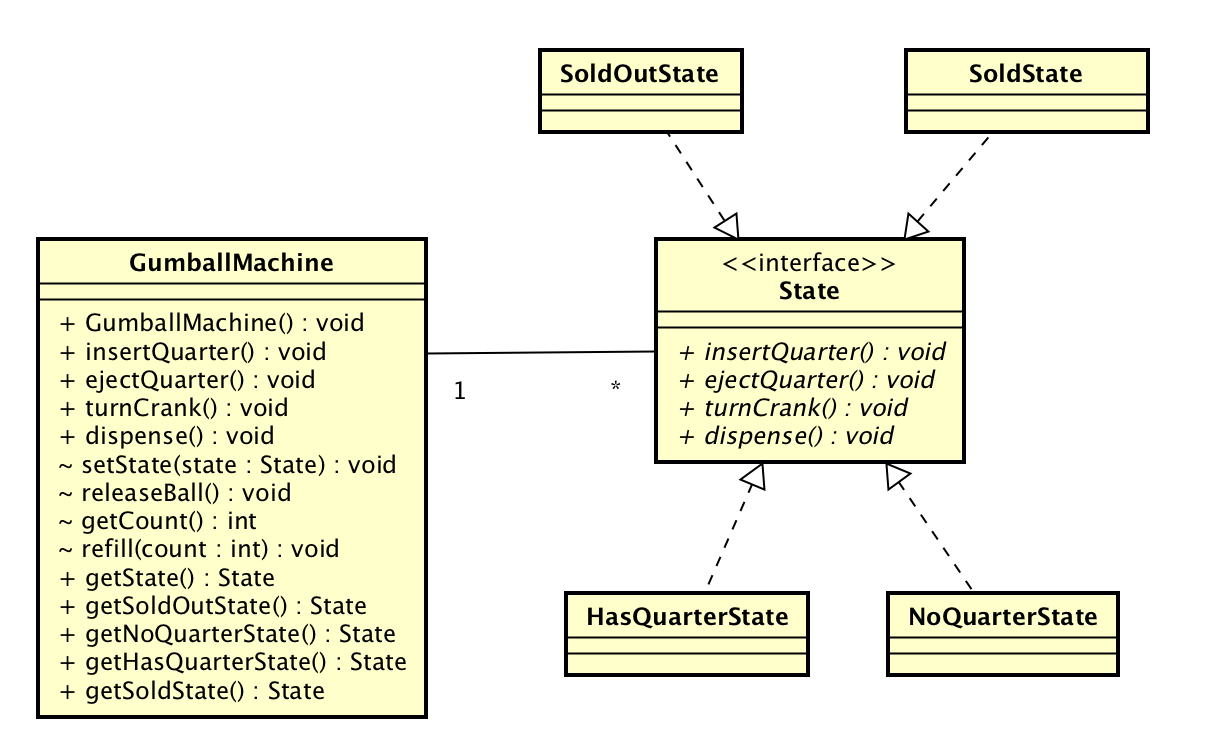 SoldOutState
SoldState
GumballMachine
+ GumballMachine() : void
+ insertQuarter() : void
+ ejectQuarter() : void
+ turnCrank() : void
+ dispense() : void
~ setState(state : State) : void
~ releaseBall() : void
~ getCount() : int
~ refill(count : int) : void
+ getState() : State
+ getSoldOutState() : State
+ getNoQuarterState() : State
+ getHasQuarterState() : State
+ getSoldState() : State
1
*
<<interface>>
State
+ insertQuarter() : void
+ ejectQuarter() : void
+ turnCrank() : void
+ dispense() : void
HasQuarterState
NoQuarterState